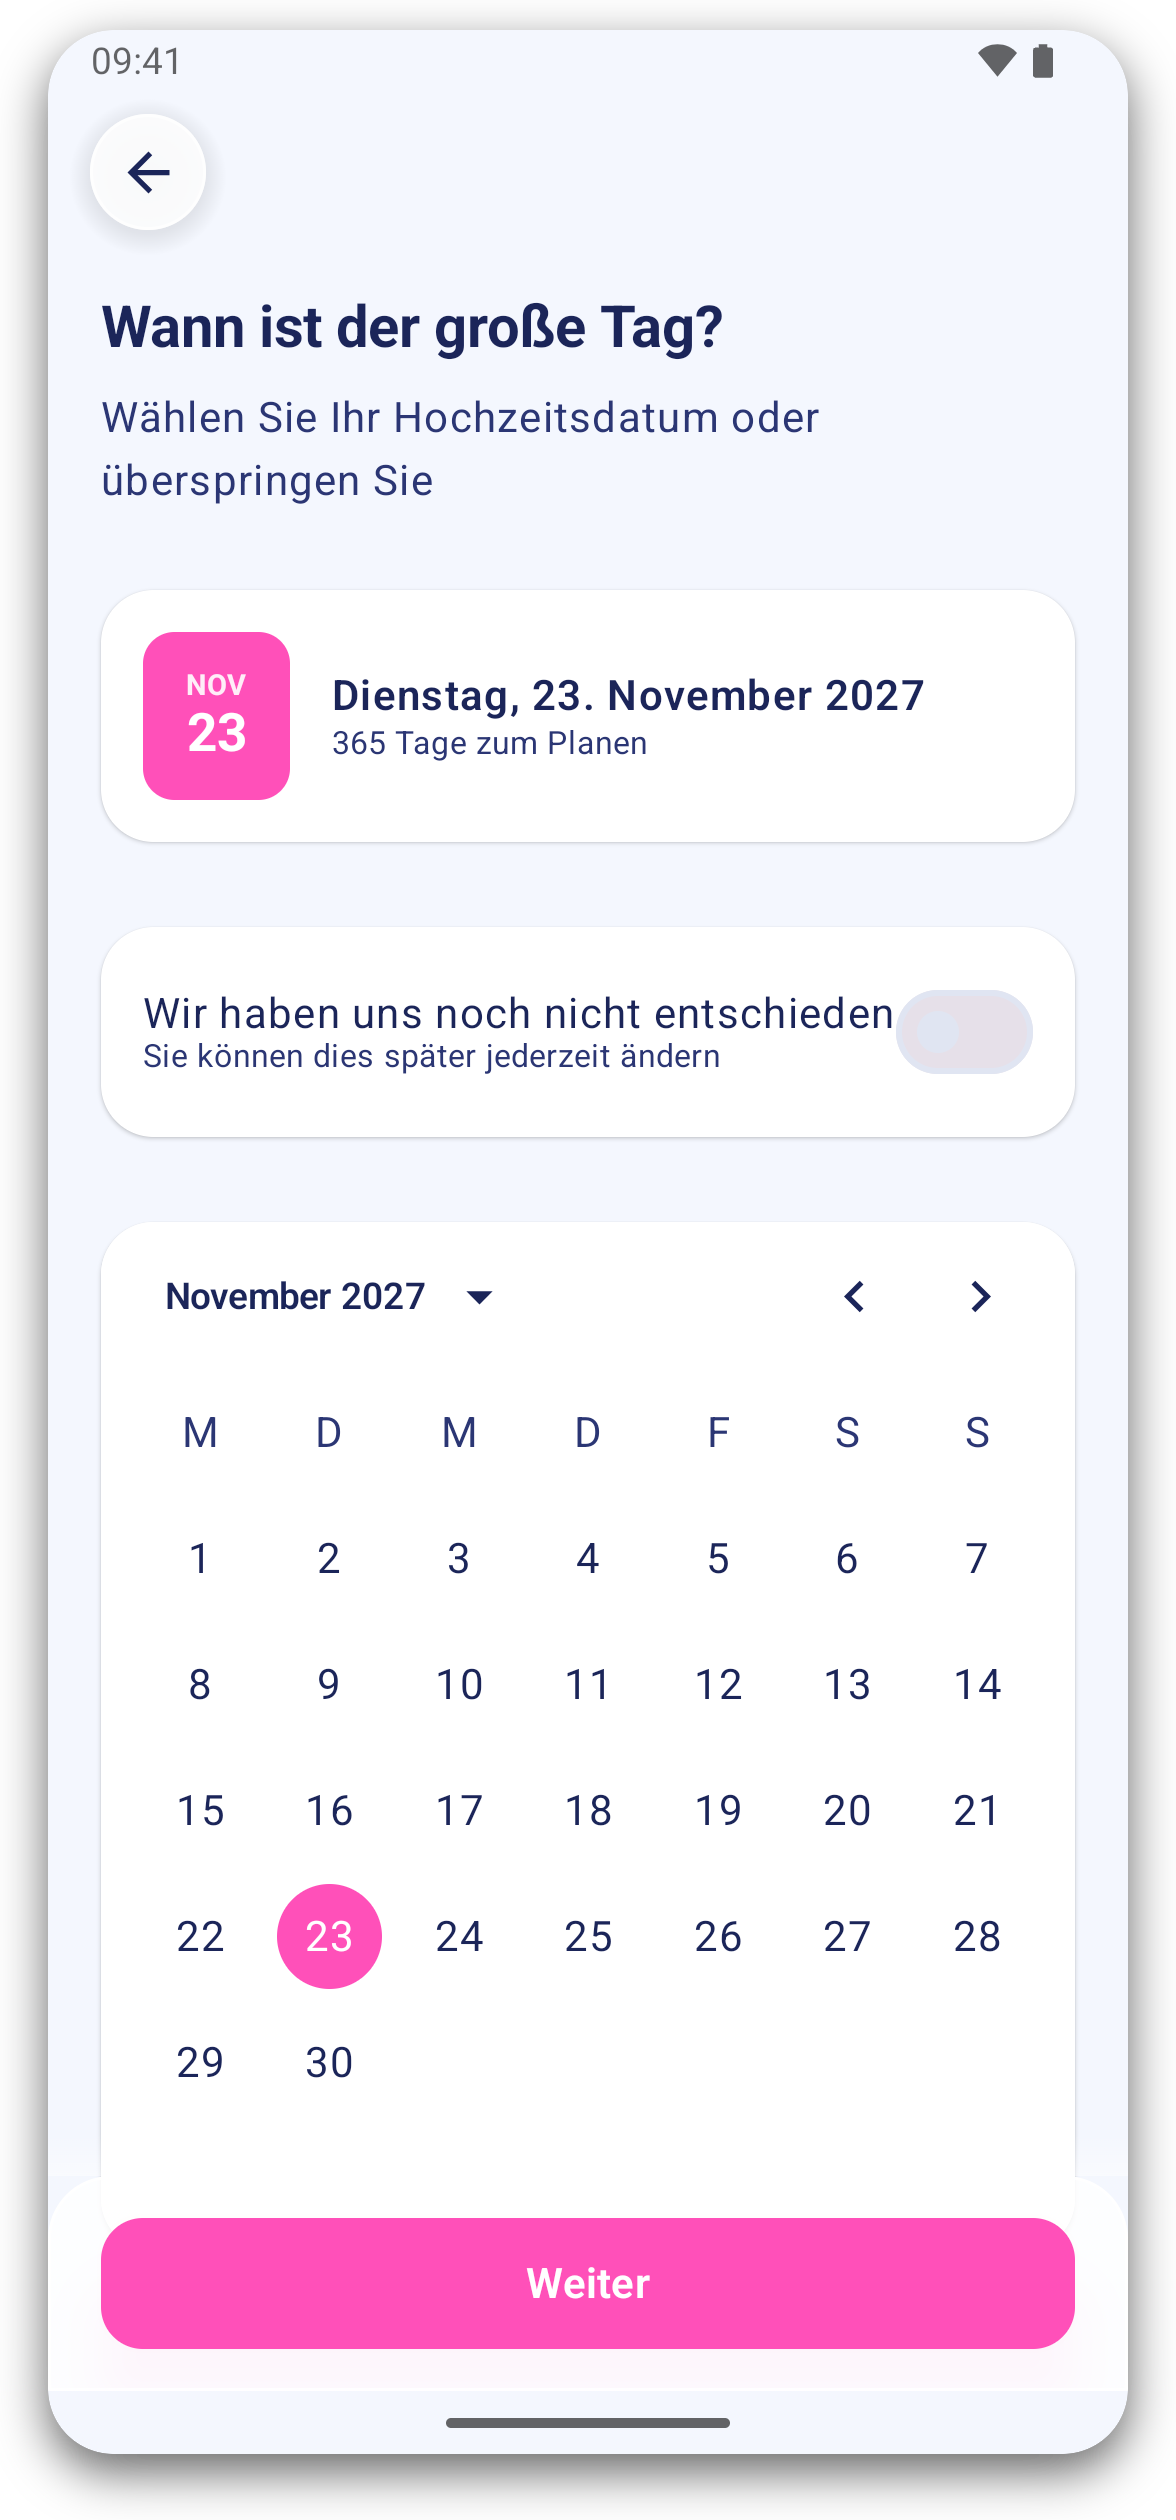 09:41
Wann ist der große Tag?
Wählen Sie Ihr Hochzeitsdatum oder
überspringen Sie
NOV
23
Dienstag, 23. November 2027
365 Tage zum Planen
Wir haben uns noch nicht entschieden
Sie können dies später jederzeit ändern
November 2027
M D M D F S S
1 2 3 4 5 6 7
8 9 10 11 12 13 14
15 16 17 18 19 20 21
22 23 24 25 26 27 28
29 30
Weiter